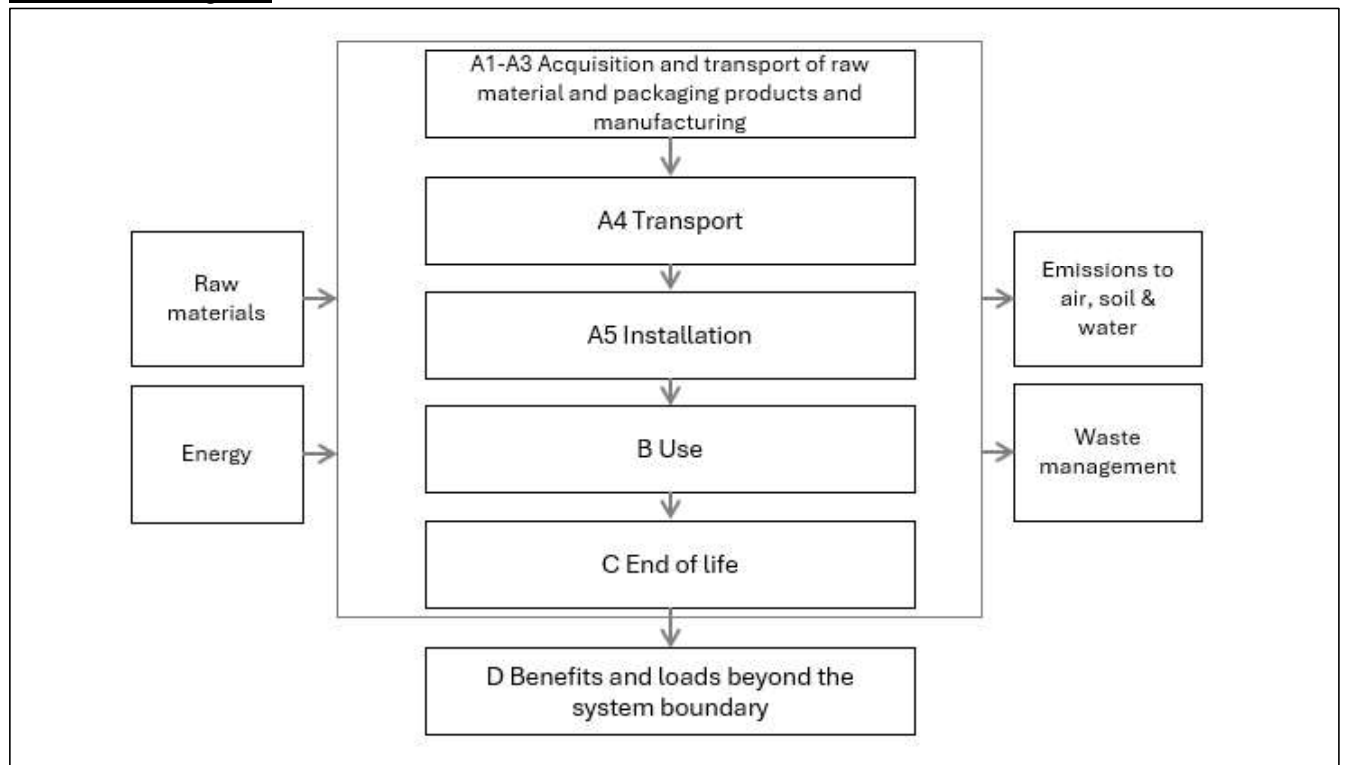 A1-A3 Acquisition and transport of raw
material and packaging products and
manufacturing
A4 Transport
Raw
materials
Emissions to
air, soil &
water
A5 Installation
Energy
B Use
Waste
management
C End of life
D Benefits and loads beyond the
system boundary